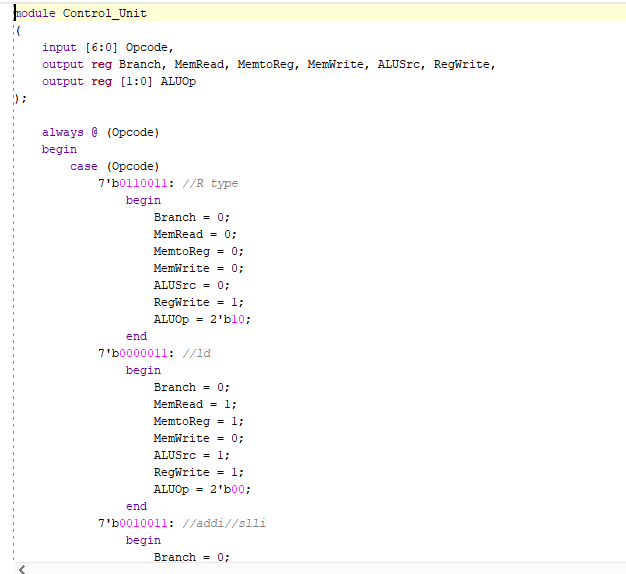 module Control_Unit
(
    input [6:0] Opcode,
    output reg Branch, MemRead, MemtoReg, MemWrite, ALUSrc, RegWrite,
    output reg [1:0] ALUOp
);

    always @ (Opcode)
    begin
        case (Opcode)
            7'b0110011: //R type
                begin
                    Branch = 0;
                    MemRead = 0;
                    MemtoReg = 0;
                    MemWrite = 0;
                    ALUSrc = 0;
                    RegWrite = 1;
                    ALUOp = 2'b10;
                end
            7'b0000011: //ld
                begin
                    Branch = 0;
                    MemRead = 1;
                    MemtoReg = 1;
                    MemWrite = 0;
                    ALUSrc = 1;
                    RegWrite = 1;
                    ALUOp = 2'b00;
                end
            7'b0010011: //addi//slli
                begin
                    Branch = 0;